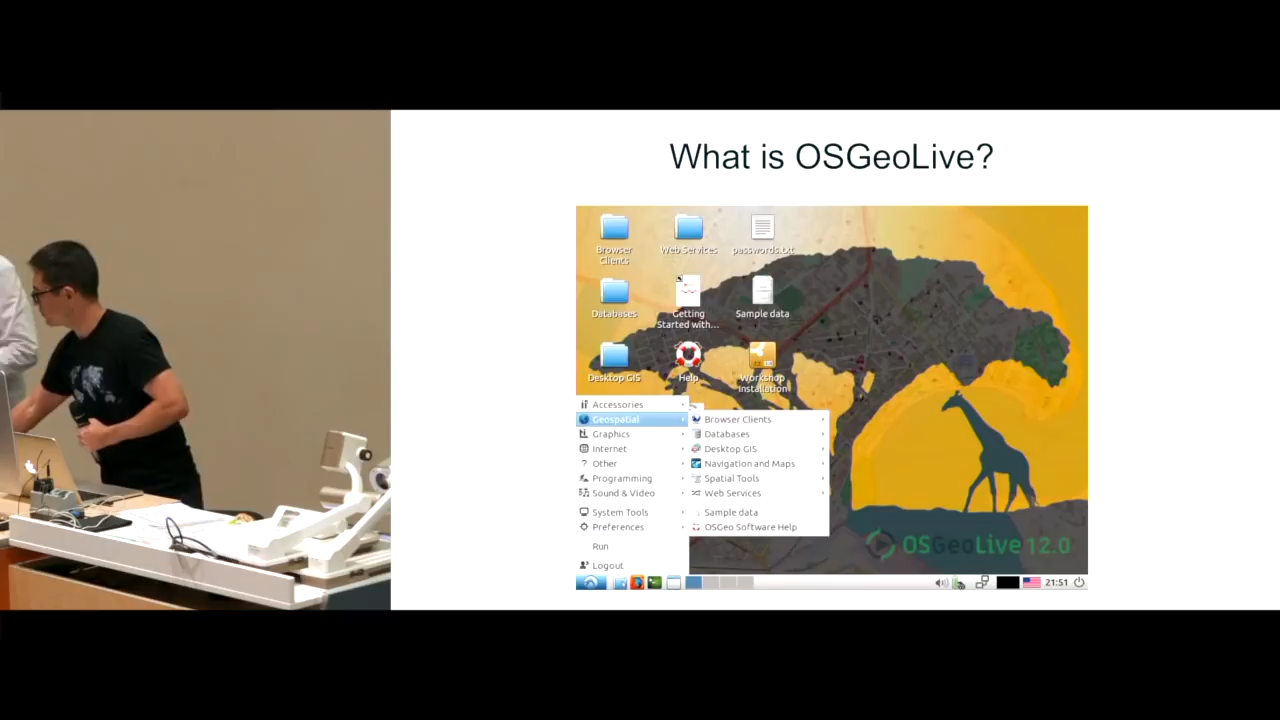 What is OSGeoLive?
Browser
Clients
Web Services
passwords.txt
Databases
Getting
Started with...
Sample data
Desktop GIS
Help
Workshop
Installation
Accessories
Geospatial
Graphics
Internet
Other
Programming
Sound & Video
System Tools
Preferences
Run
Logout
Browser Clients
Databases
Desktop GIS
Navigation and Maps
Spatial Tools
Web Services
Sample data
OSGeo Software Help
OSGeoLive 12.0
21:51